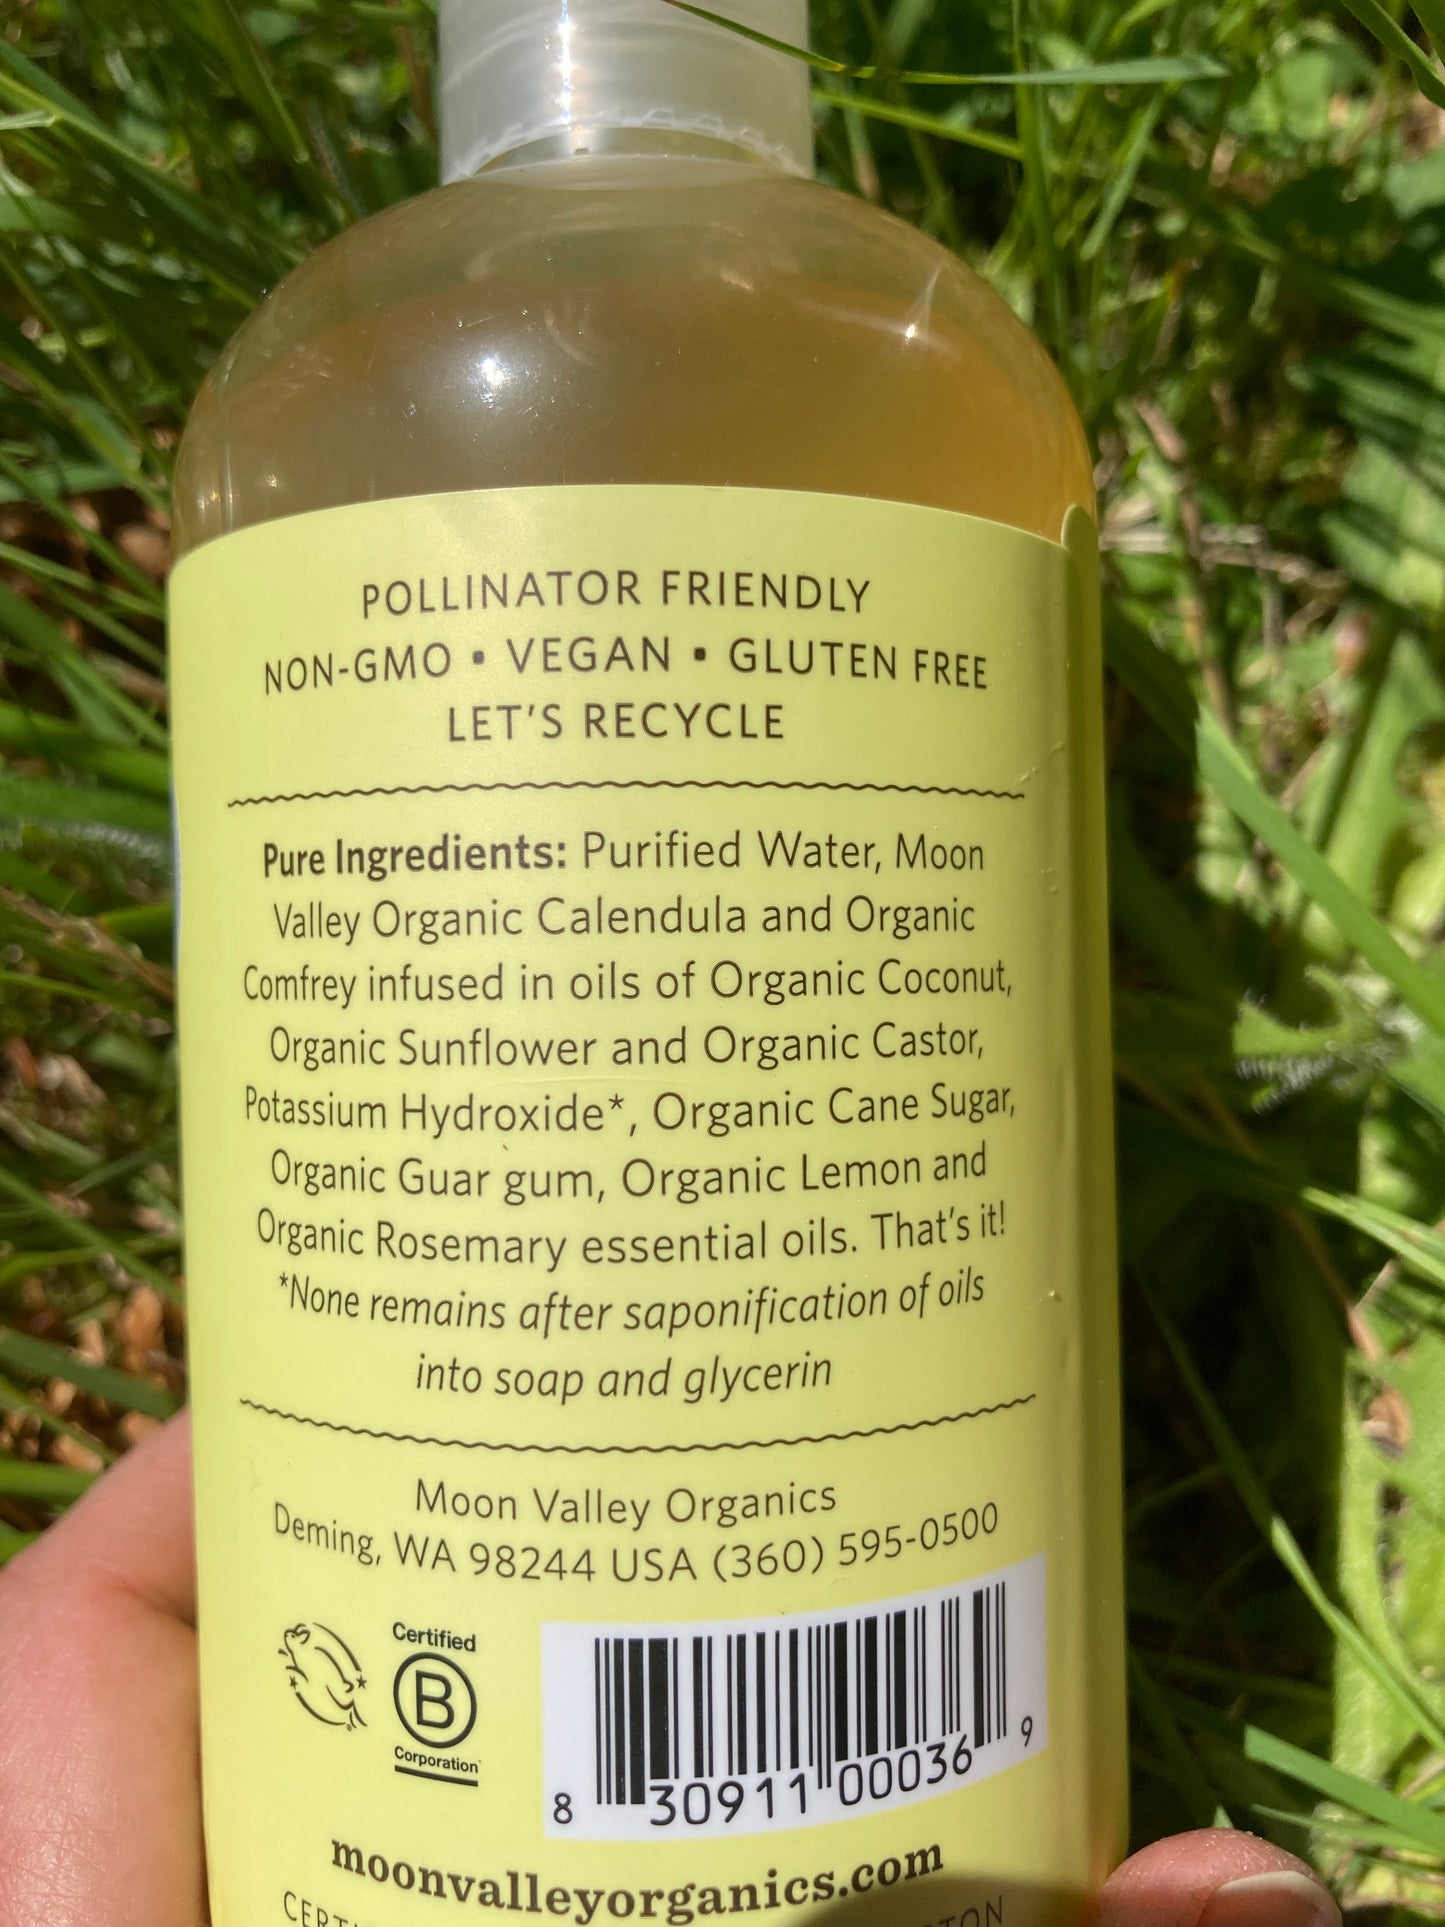 POLLINATOR FRIENDLY
NON-GMO • VEGAN • GLUTEN FREE
LET'S RECYCLE
Pure Ingredients: Purified Water, Moon
Valley Organic Calendula and Organic
Comfrey infused in oils of Organic Coconut,
Organic Sunflower and Organic Castor,
Potassium Hydroxide*, Organic Cane Sugar,
Organic Guar gum, Organic Lemon and
Organic Rosemary essential oils. That's it!
*None remains after saponification of oils
into soap and glycerin
Moon Valley Organics
Deming, WA 98244 USA (360) 595-0500
Certified
B
Corporation
8 30911 00036 9
moonvalleyorganics.com